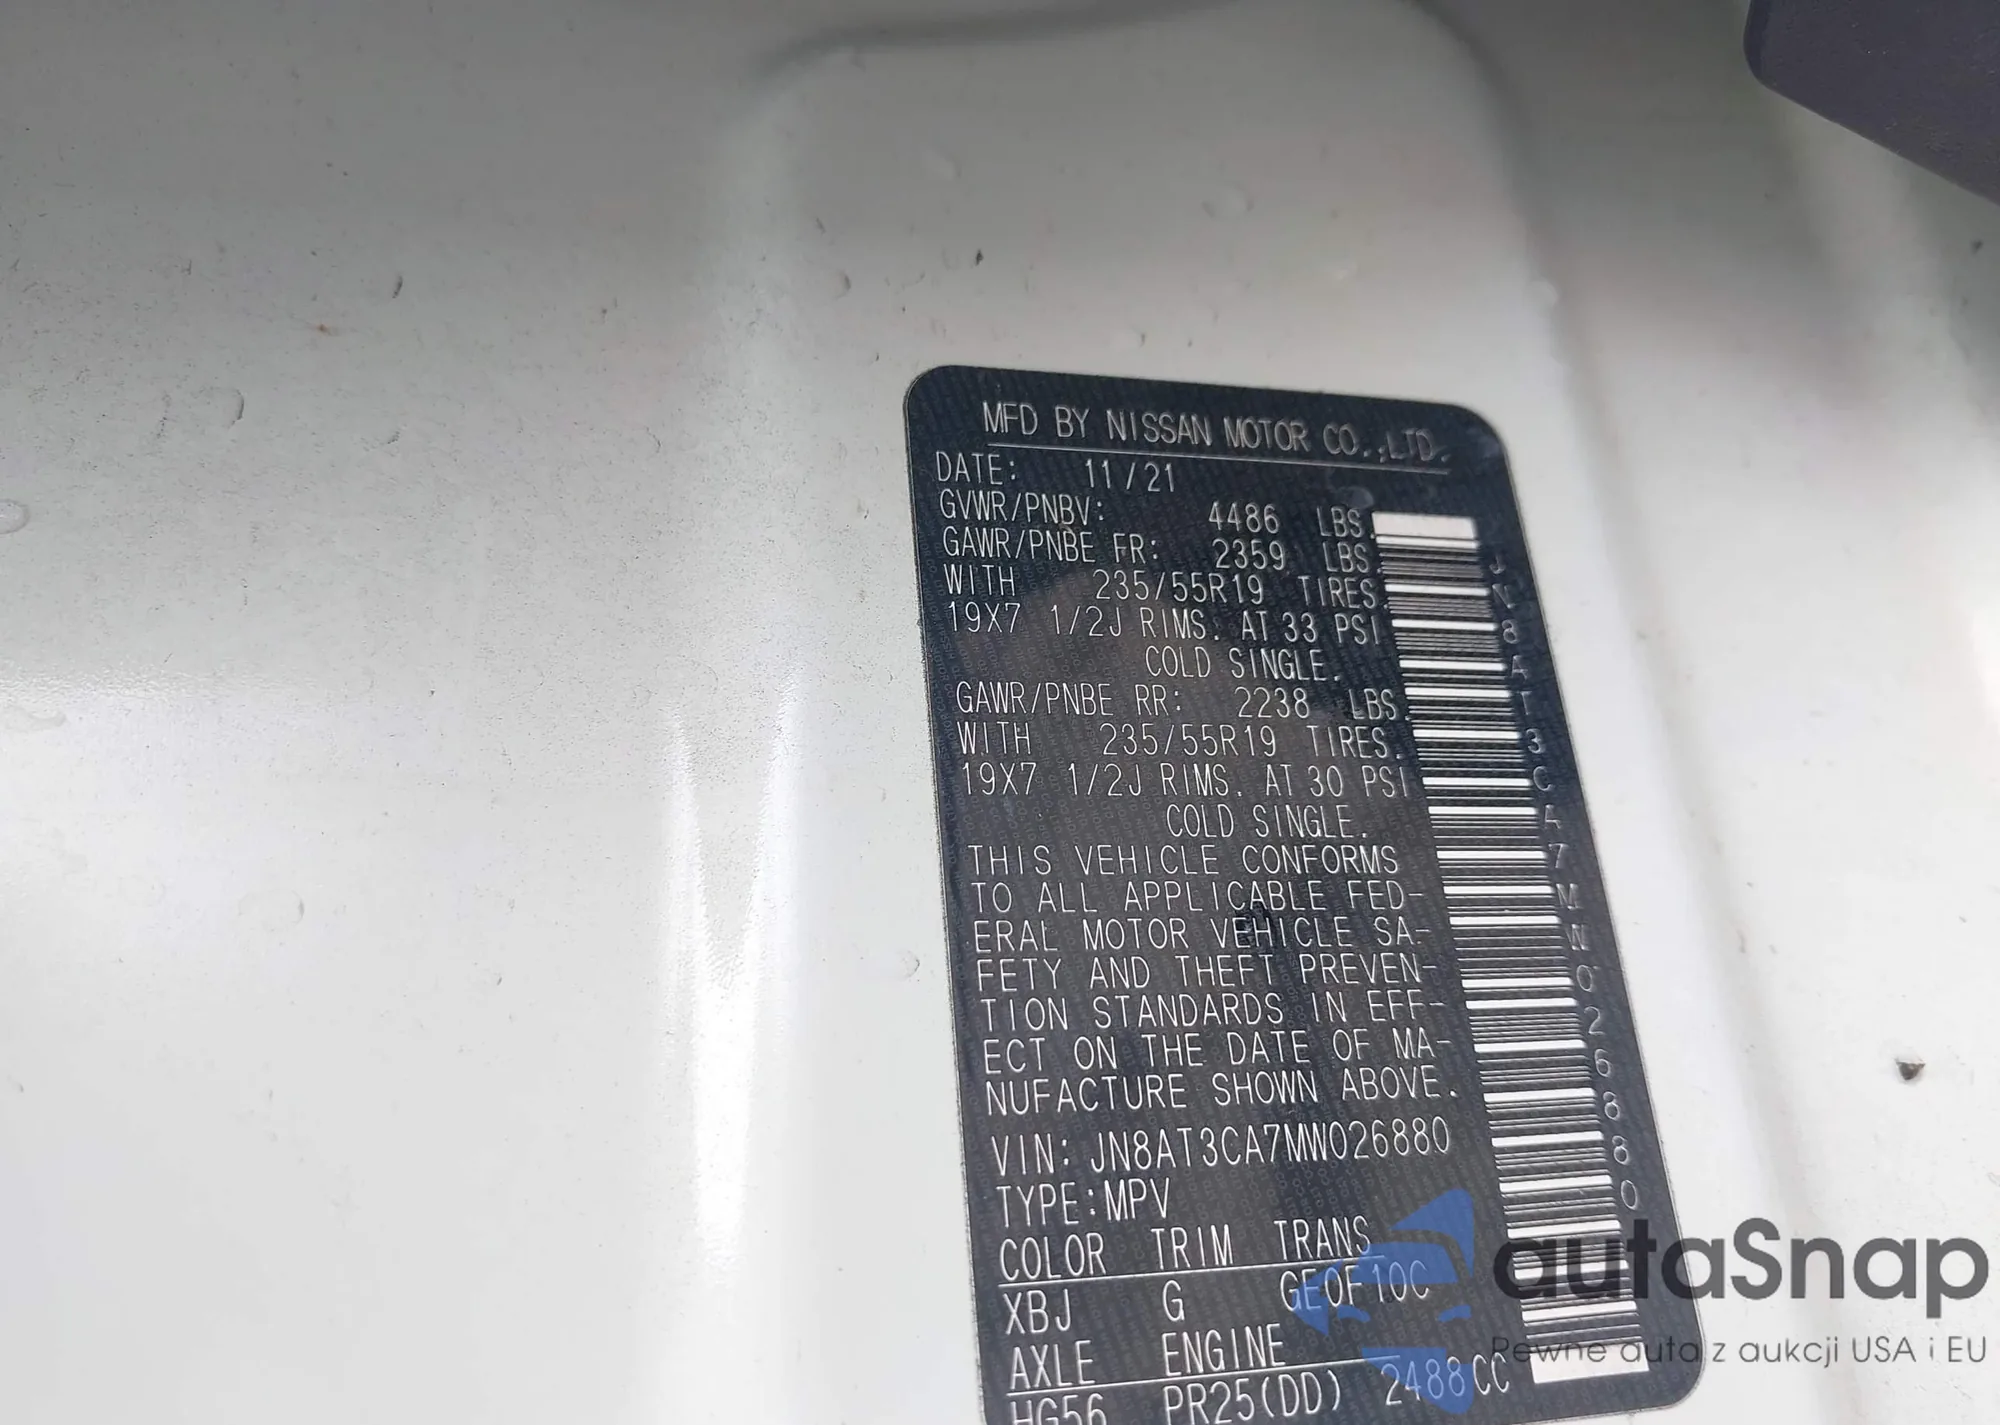 MFD BY NISSAN MOTOR CO.,LTD.
DATE: 11/21
GVWR/PNBV: 4486 LBS.
GAWR/PNBE FR: 2359 LBS.
WITH 235/55R19 TIRES.
19X7 1/2J RIMS. AT 33 PSI
COLD SINGLE.
GAWR/PNBE RR: 2238 LBS.
WITH 235/55R19 TIRES.
19X7 1/2J RIMS. AT 30 PSI
COLD SINGLE.
THIS VEHICLE CONFORMS
TO ALL APPLICABLE FED-
ERAL MOTOR VEHICLE SA-
FETY AND THEFT PREVEN-
TION STANDARDS IN EFF-
ECT ON THE DATE OF MA-
NUFACTURE SHOWN ABOVE.
VIN: JN8AT3CA7MW026880
TYPE:MPV
COLOR TRIM TRANS
XBJ G GE0F10C
AXLE ENGINE
HG56 PR25(DD) 2488CC
JN8AT3CA7MW026880
autaSnap
Pewne auta z aukcji USA i EU